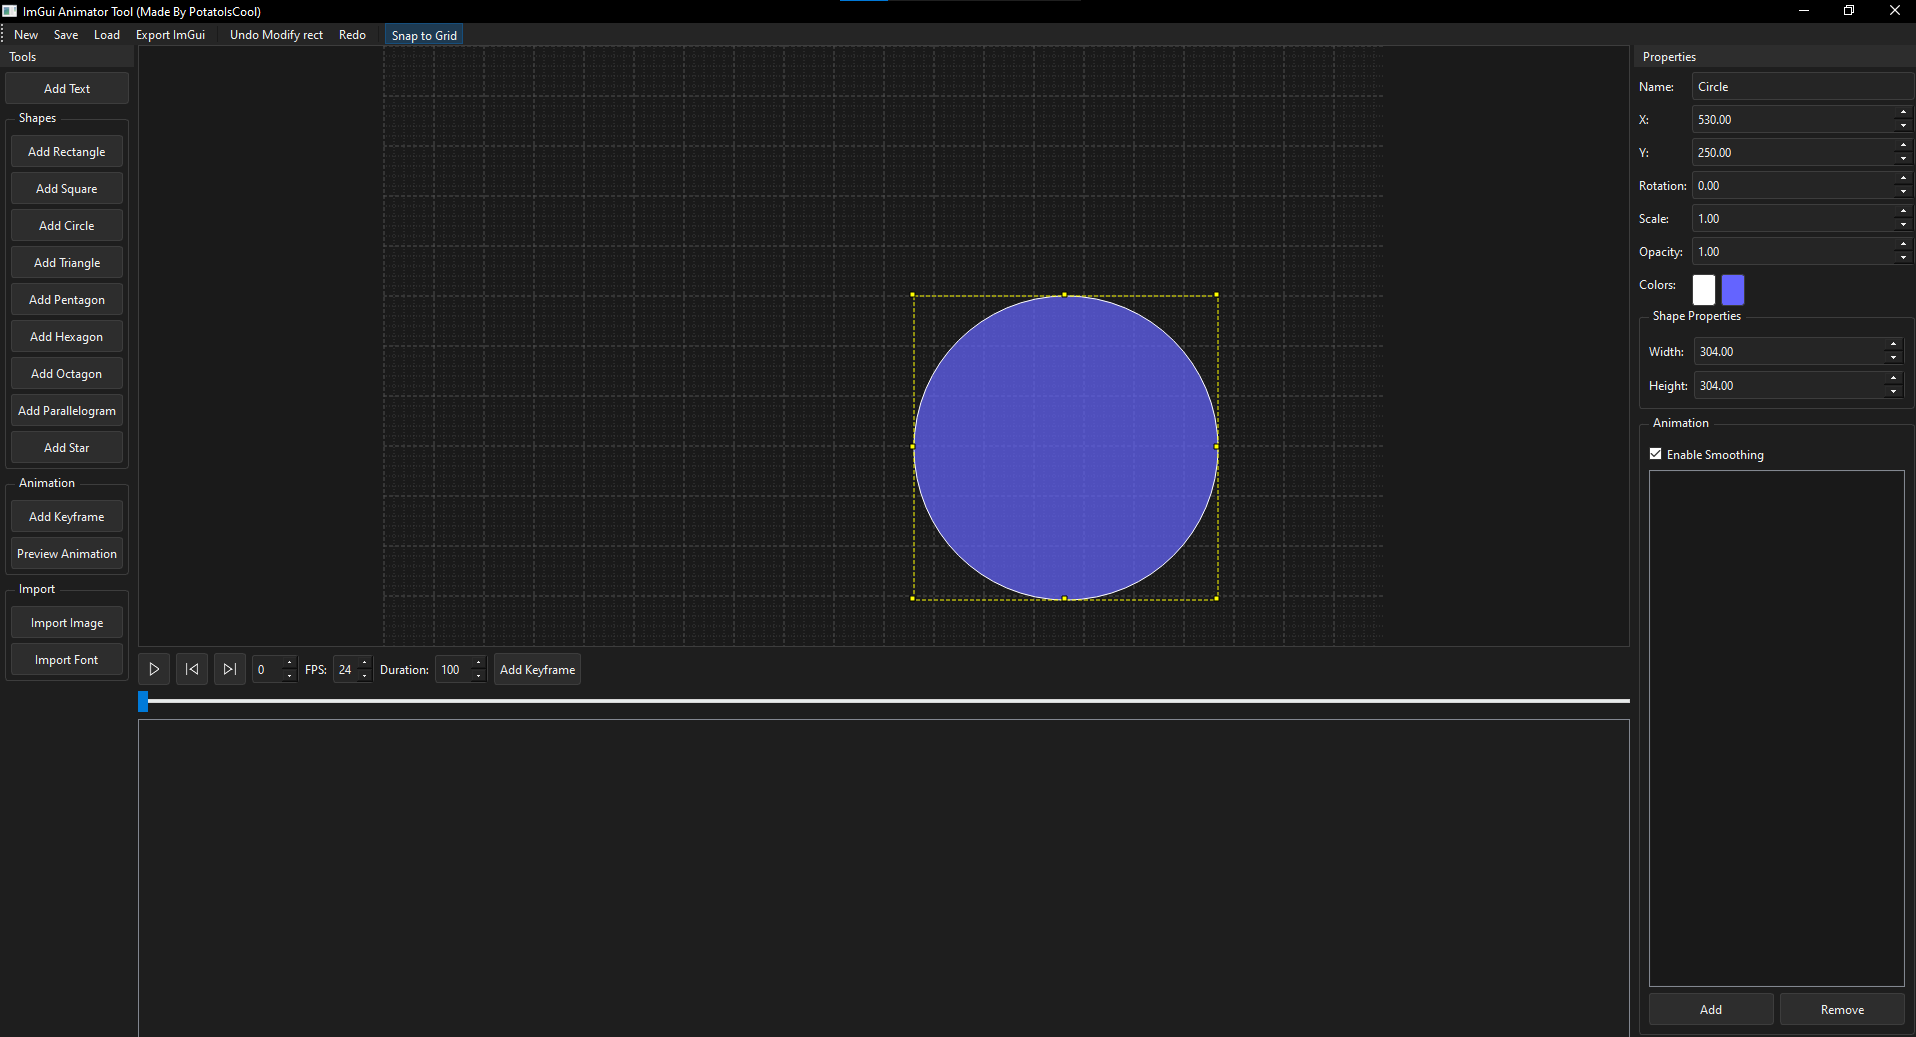 ImGui Animator Tool (Made By PotatoIsCool)
New Save Load Export ImGui Undo Modify rect Redo Snap to Grid
Tools
Add Text
Shapes
Add Rectangle
Add Square
Add Circle
Add Triangle
Add Pentagon
Add Hexagon
Add Octagon
Add Parallelogram
Add Star
Animation
Add Keyframe
Preview Animation
Import
Import Image
Import Font
0 FPS: 24 Duration: 100 Add Keyframe
Properties
Name: Circle
X: 530.00
Y: 250.00
Rotation: 0.00
Scale: 1.00
Opacity: 1.00
Colors:
Shape Properties
Width: 304.00
Height: 304.00
Animation
Enable Smoothing
Add Remove